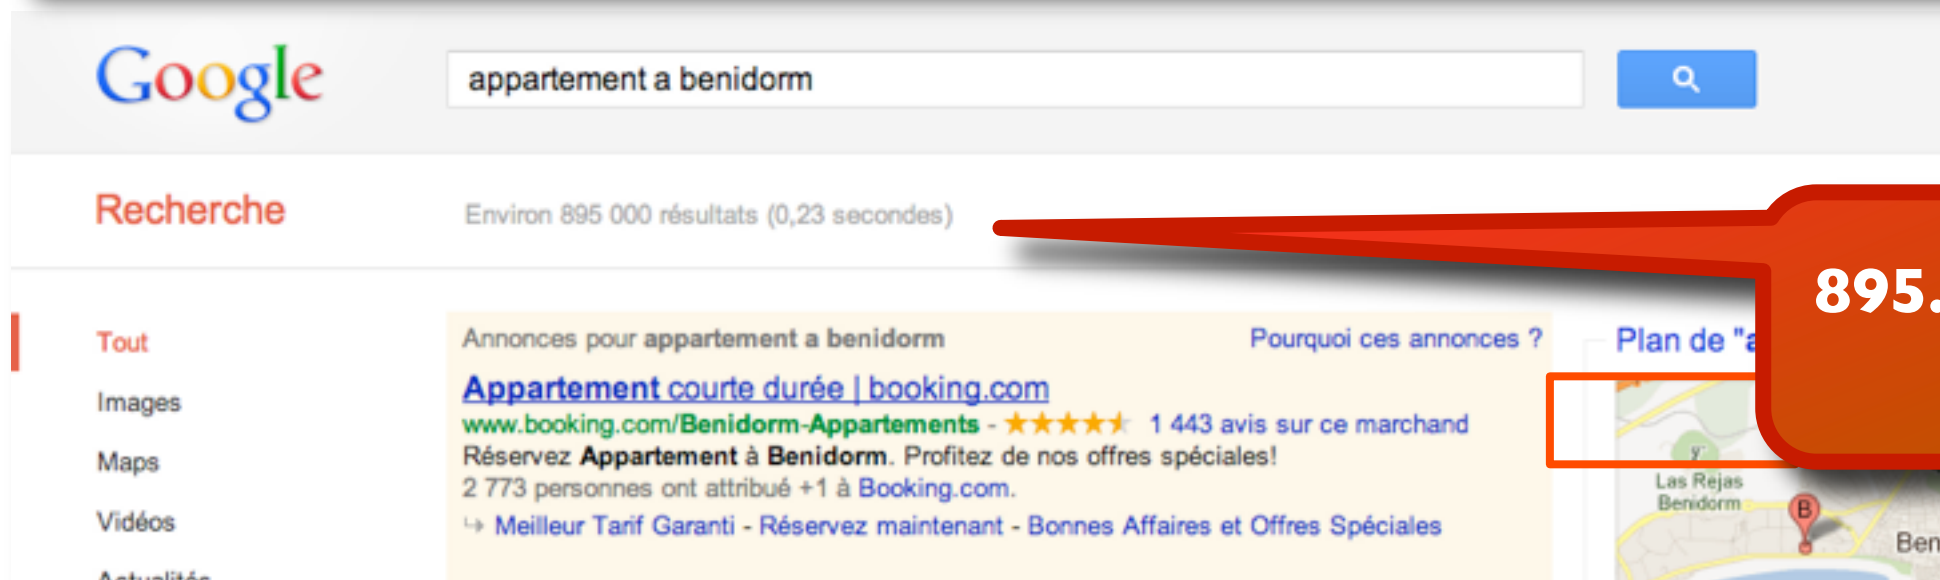 Google
appartement a benidorm
Recherche
Environ 895 000 résultats (0,23 secondes)
895.
Tout
Images
Maps
Vidéos
Annonces pour appartement a benidorm
Pourquoi ces annonces ?
Appartement courte durée | booking.com
www.booking.com/Benidorm-Appartements - 1 443 avis sur ce marchand
Réservez Appartement à Benidorm. Profitez de nos offres spéciales!
2 773 personnes ont attribué +1 à Booking.com.
↳ Meilleur Tarif Garanti - Réservez maintenant - Bonnes Affaires et Offres Spéciales
Plan de "a
Las Rejas
Benidorm
B
Ben